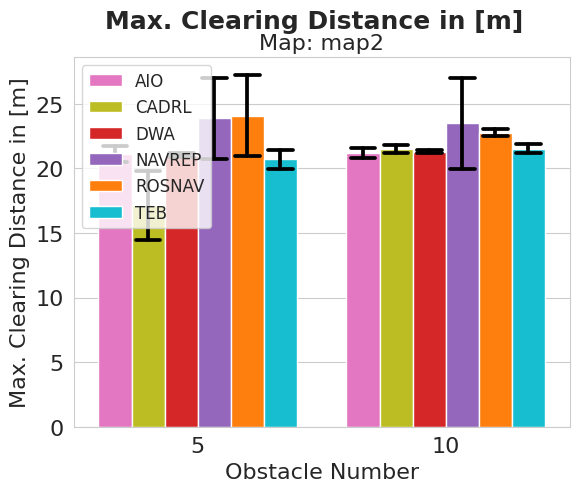 Max. Clearing Distance in [m]
Map: map2
Max. Clearing Distance in [m]
25
20
15
10
5
0
AIO
CADRL
DWA
NAVREP
ROSNAV
TEB
5
10
Obstacle Number